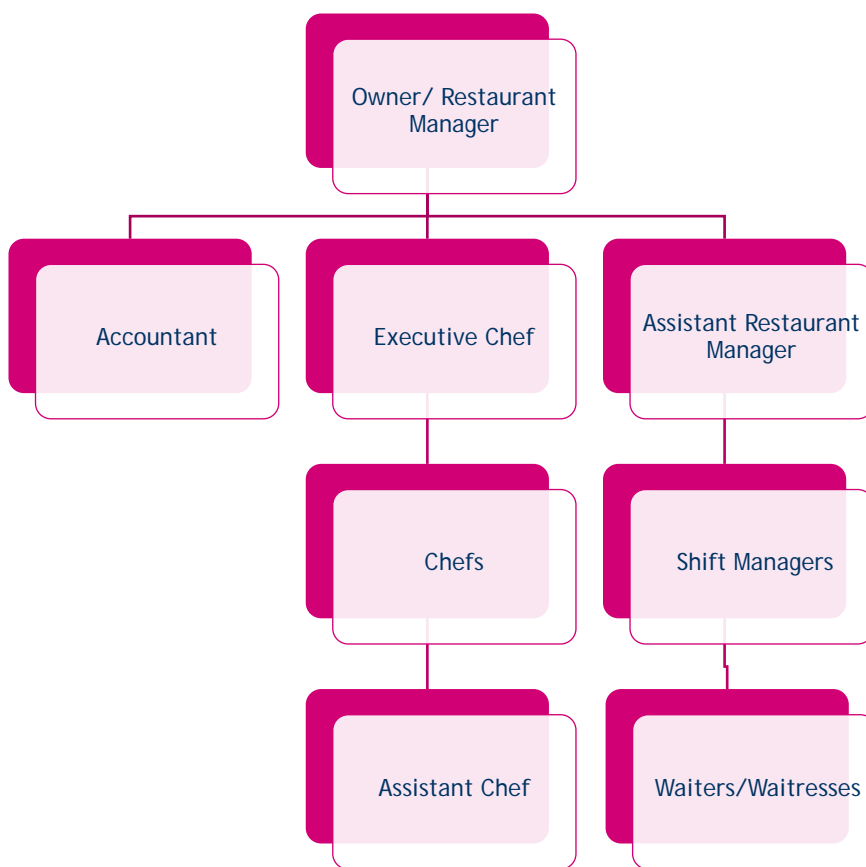 Owner/ Restaurant
Manager
Accountant
Executive Chef
Assistant Restaurant
Manager
Chefs
Shift Managers
Assistant Chef
Waiters/Waitresses